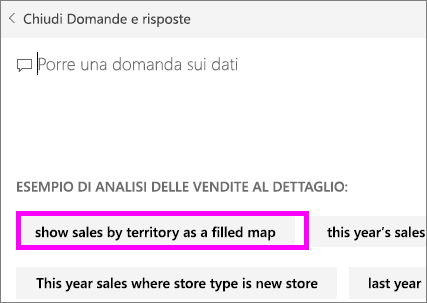 Chiudi Domande e risposte
Porre una domanda sui dati
ESEMPIO DI ANALISI DELLE VENDITE AL DETTAGLIO:
show sales by territory as a filled map this year's sales
This year sales where store type is new store last year